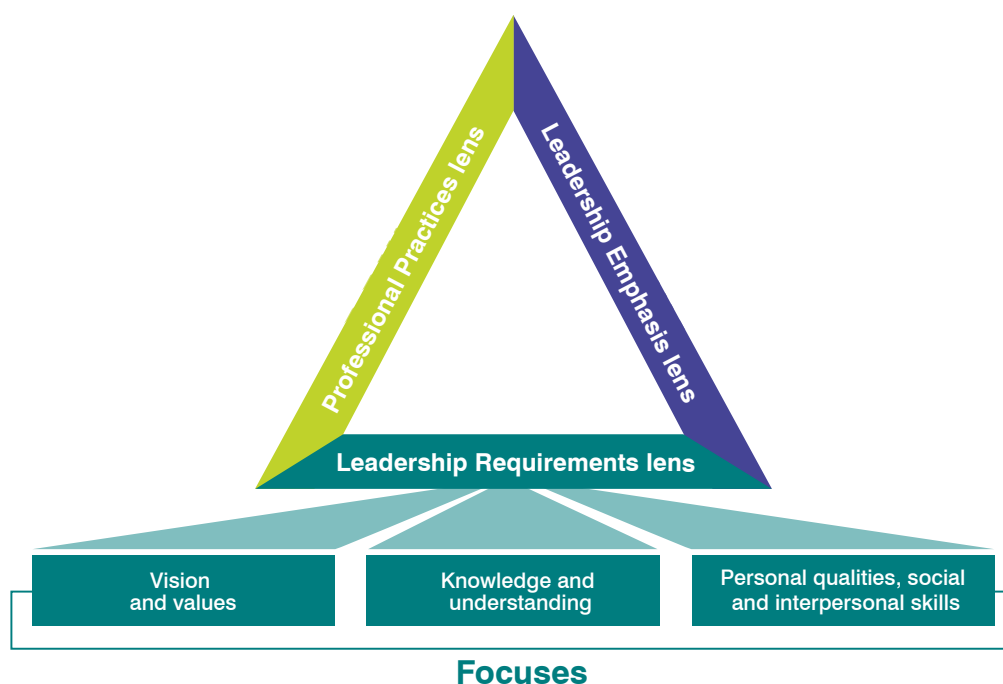 Professional Practices lens
Leadership Emphasis lens
Leadership Requirements lens
Vision
and values
Knowledge and
understanding
Personal qualities, social
and interpersonal skills
Focuses